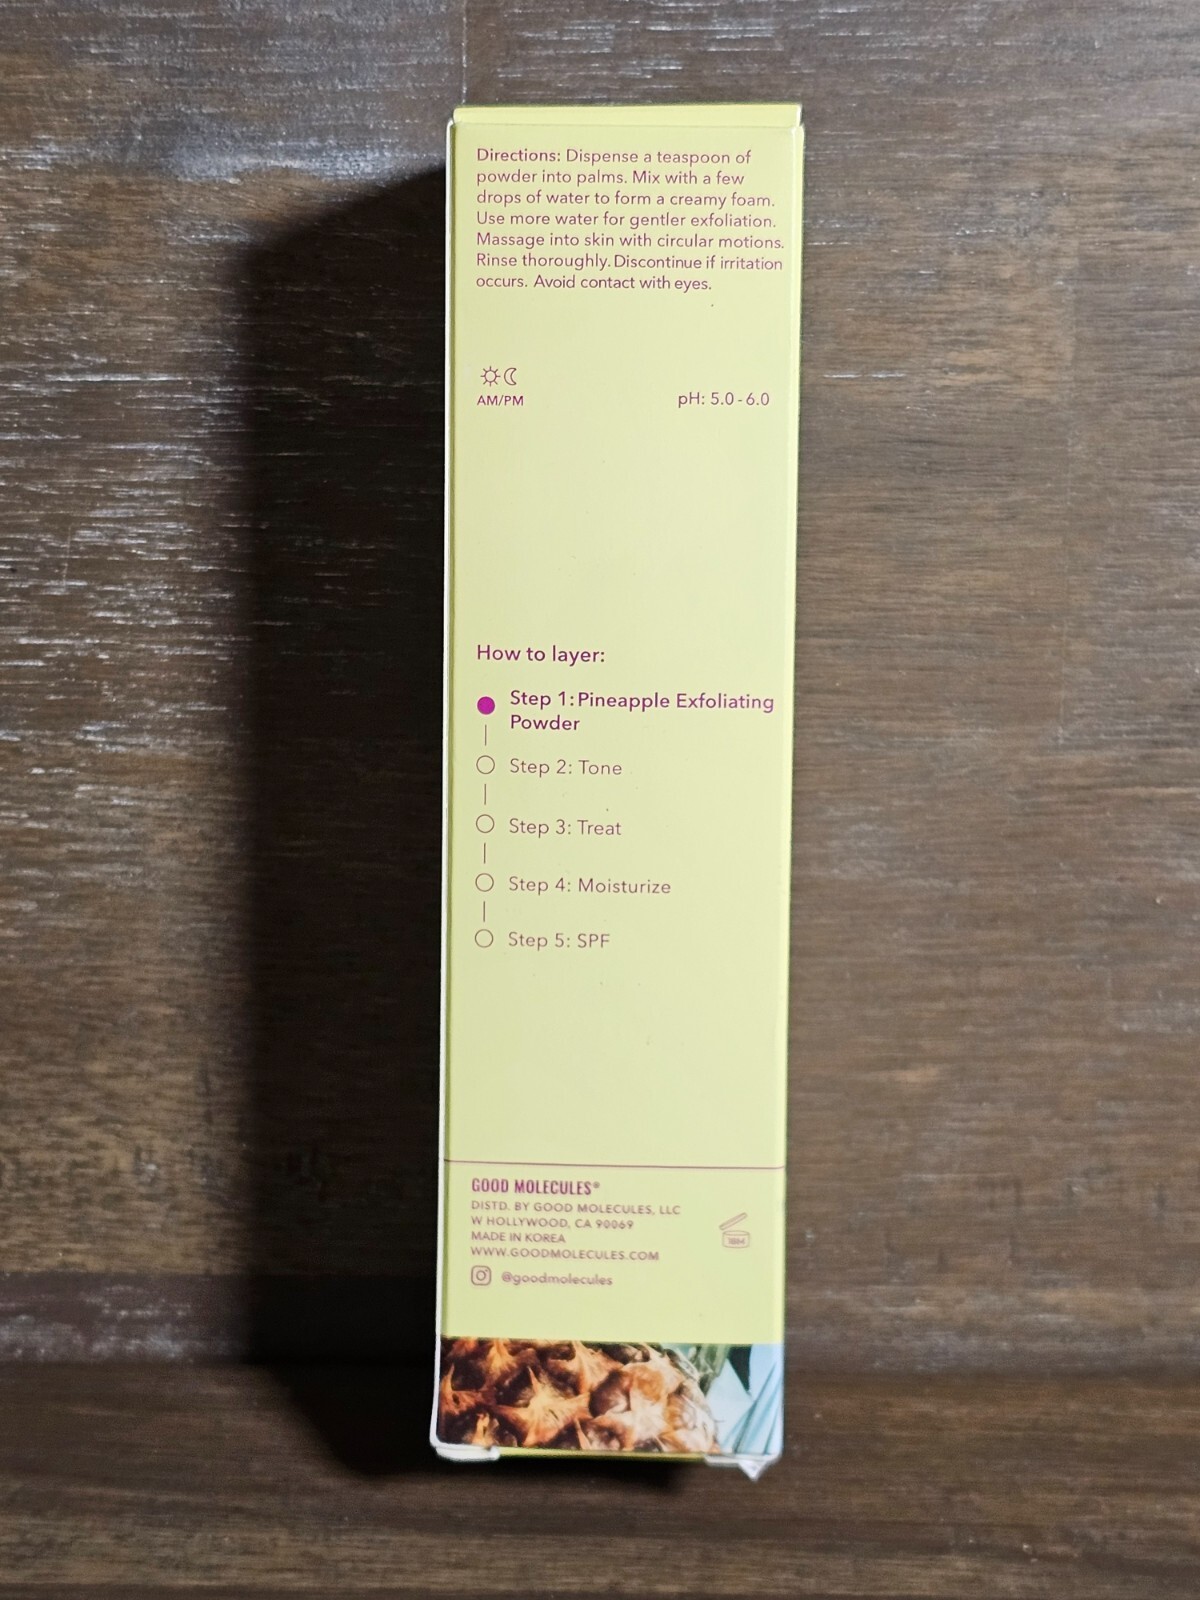 Directions: Dispense a teaspoon of
powder into palms. Mix with a few
drops of water to form a creamy foam.
Use more water for gentler exfoliation.
Massage into skin with circular motions.
Rinse thoroughly. Discontinue if irritation
occurs. Avoid contact with eyes.
AM/PM
pH: 5.0-6.0
How to layer:
Step 1: Pineapple Exfoliating
Powder
Step 2: Tone
Step 3: Treat
Step 4: Moisturize
Step 5: SPF
GOOD MOLECULES®
DISTD. BY GOOD MOLECULES, LLC
W HOLLYWOOD, CA 90069
MADE IN KOREA
WWW.GOODMOLECULES.COM
@goodmolecules